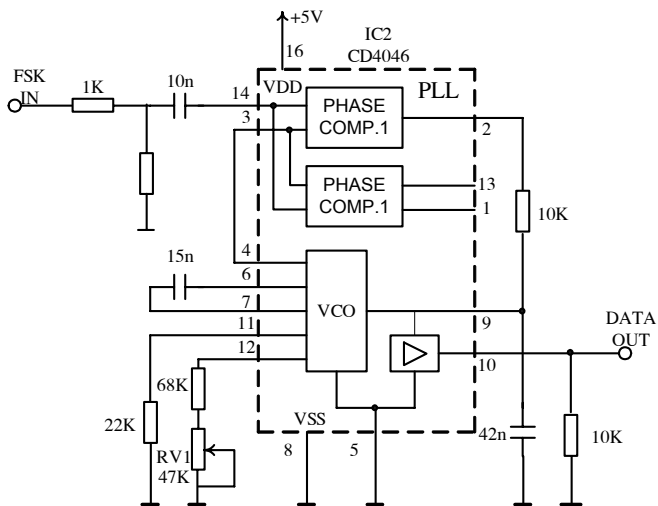 +5V
16
IC2
CD4046
FSK
IN
1K
10n
14
VDD
PLL
3
PHASE
COMP.1
2
PHASE
COMP.1
13
1
10K
4
15n
6
7
VCO
9
11
DATA
OUT
12
10
68K
22K
VSS
RV1
47K
8
5
42n
10K